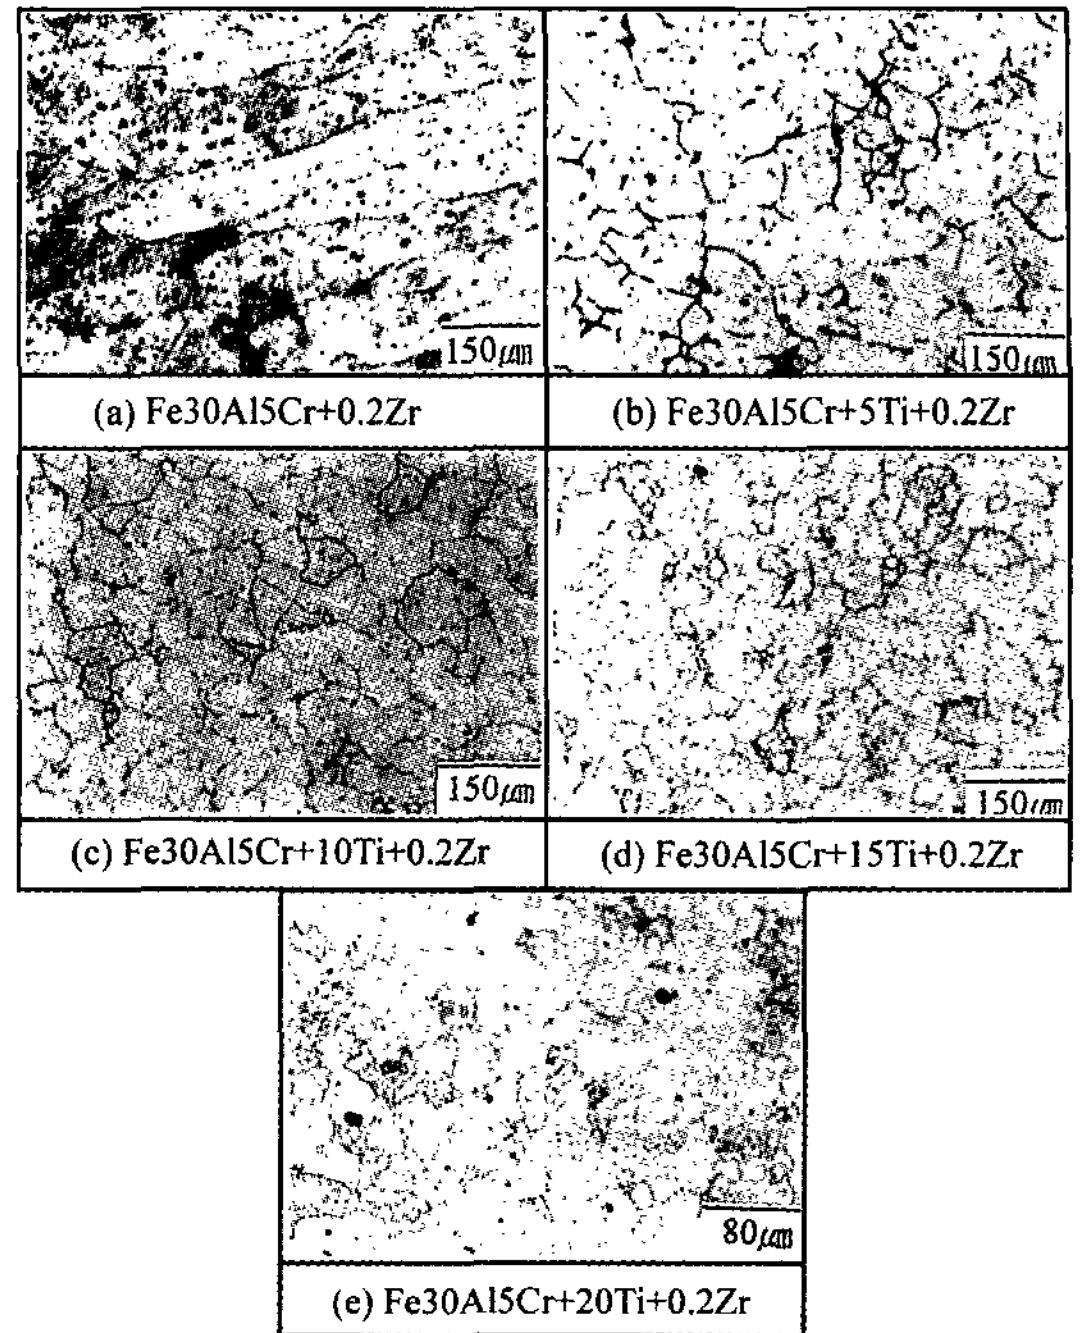 150㎛
150㎛
(a) Fe30Al5Cr+0.2Zr
(b) Fe30Al5Cr+5Ti+0.2Zr
150㎛
150㎛
(c) Fe30Al5Cr+10Ti+0.2Zr
(d) Fe30Al5Cr+15Ti+0.2Zr
80㎛
(e) Fe30Al5Cr+20Ti+0.2Zr